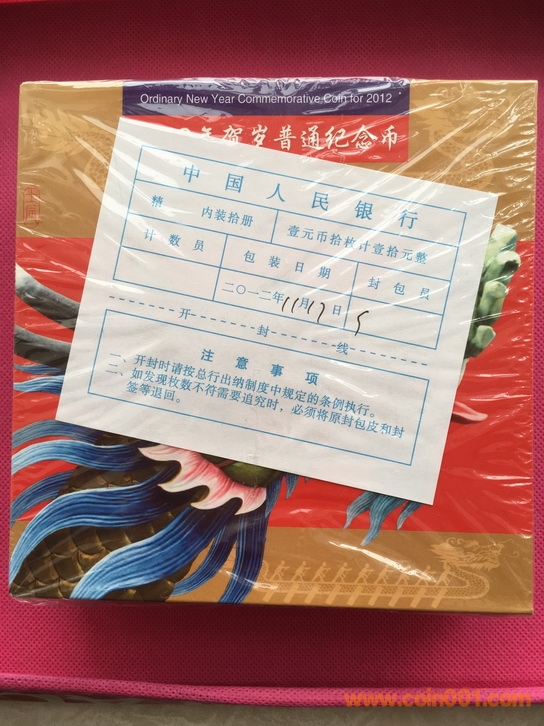 Ordinary New Year Commemorative Coin for 2012
年贺岁普通纪念币
中国人民银行
精 内装拾册 壹元币拾枚计壹拾元整
计数员 包装日期 封包员
二〇一二年11月17日
开封线
注意事项
一、开封时请按总行出纳制度中规定的条例执行。
二、如发现枚数不符需要追究时，必须将原封包皮和封
签等退回。
www.coin001.com